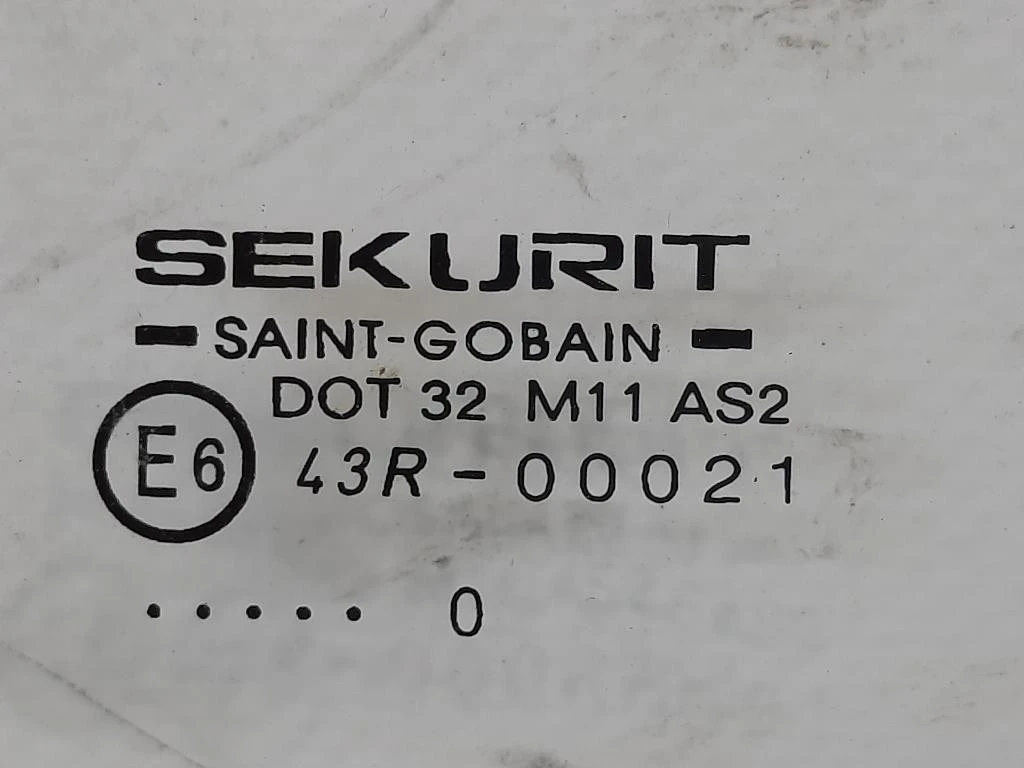 SEKURIT
- SAINT-GOBAIN -
DOT 32 M11 AS2
E6 43R-00021
..... 0